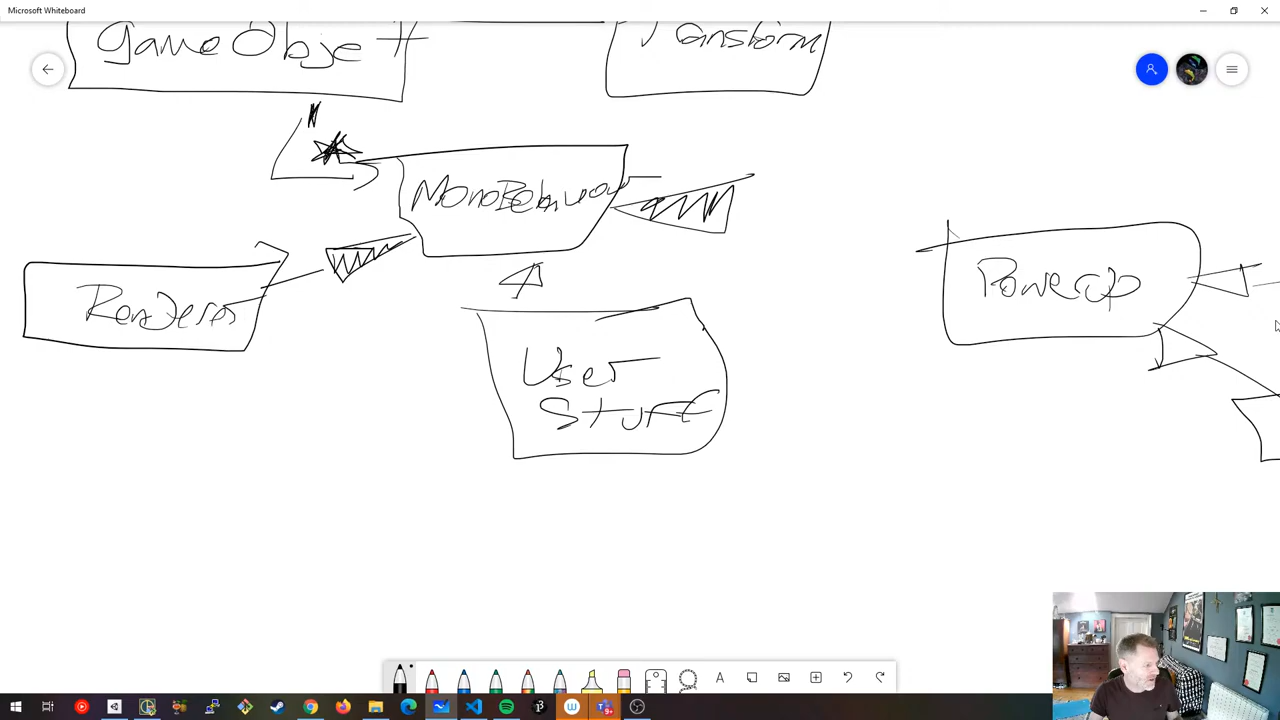 Microsoft Whiteboard
GameObject
Transform
MonoBehaviour
Renderer
Powerup
User
Stuff